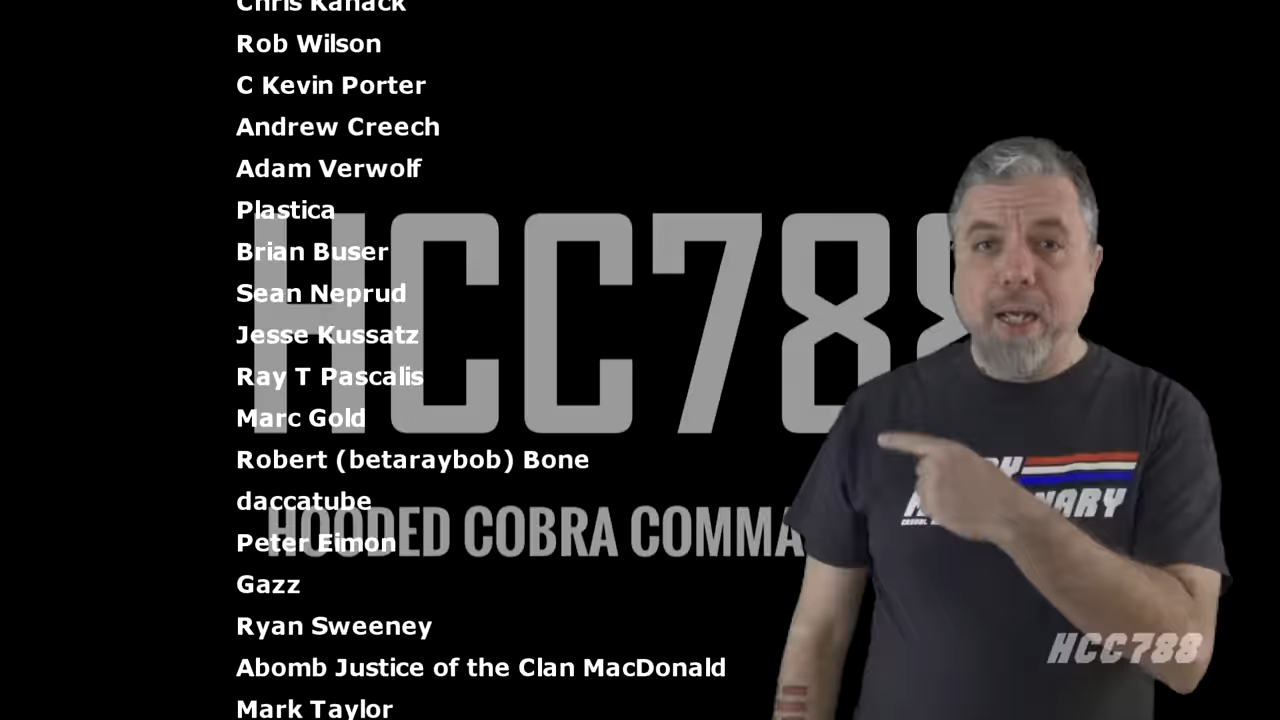 Chris Kanack
Rob Wilson
C Kevin Porter
Andrew Creech
Adam Verwolf
Plastica
Brian Buser
Sean Neprud
Jesse Kussatz
Ray T Pascalis
Marc Gold
Robert (betaraybob) Bone
daccatube
Peter Eimon
Gazz
Ryan Sweeney
Abomb Justice of the Clan MacDonald
Mark Taylor
HCC788
HOODED COBRA COMMA
HCC788